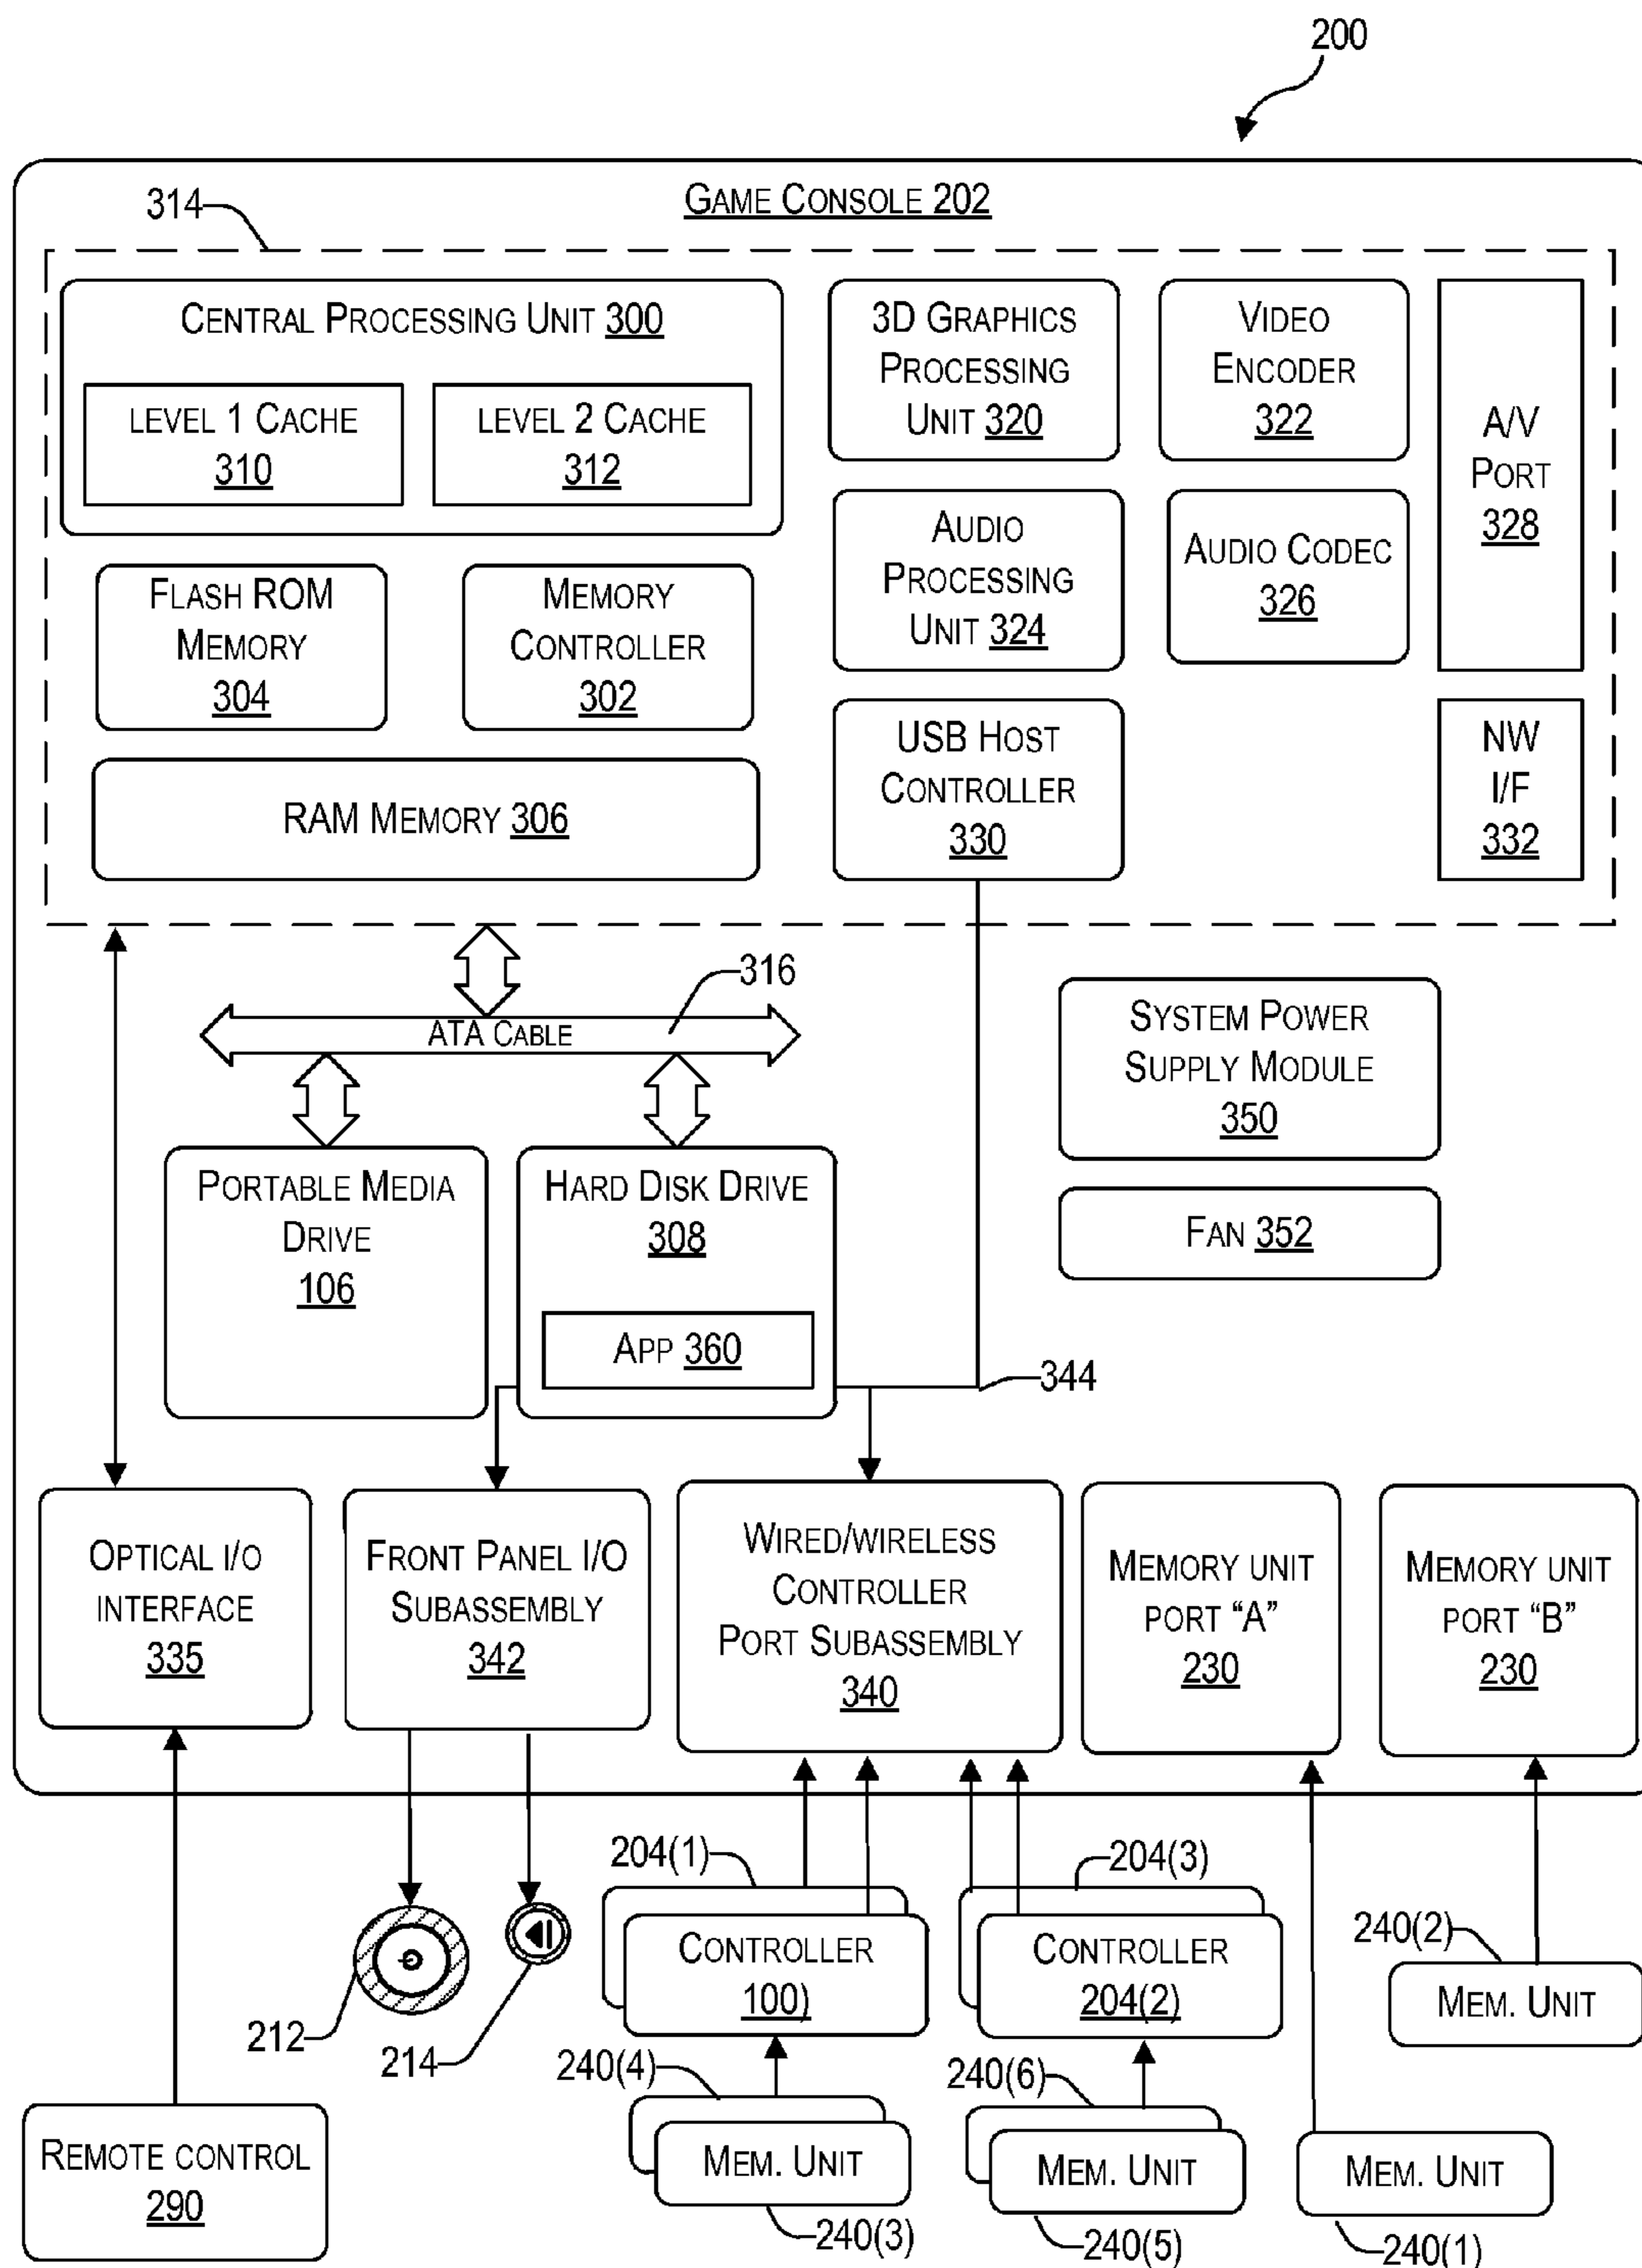 200
GAME CONSOLE 202
314
CENTRAL PROCESSING UNIT 300
LEVEL 1 CACHE
310
LEVEL 2 CACHE
312
3D GRAPHICS
PROCESSING
UNIT 320
VIDEO
ENCODER
322
A/V
PORT
328
AUDIO
PROCESSING
UNIT 324
AUDIO CODEC
326
FLASH ROM
MEMORY
304
MEMORY
CONTROLLER
302
USB HOST
CONTROLLER
330
NW
I/F
332
RAM MEMORY 306
316
ATA CABLE
SYSTEM POWER
SUPPLY MODULE
350
PORTABLE MEDIA
DRIVE
106
HARD DISK DRIVE
308
APP 360
FAN 352
344
OPTICAL I/O
INTERFACE
335
FRONT PANEL I/O
SUBASSEMBLY
342
WIRED/WIRELESS
CONTROLLER
PORT SUBASSEMBLY
340
MEMORY UNIT
PORT “A”
230
MEMORY UNIT
PORT “B”
230
204(1)
204(3)
CONTROLLER
100)
CONTROLLER
204(2)
240(2)
MEM. UNIT
212
214
240(4)
240(6)
REMOTE CONTROL
290
MEM. UNIT
240(3)
MEM. UNIT
240(5)
MEM. UNIT
240(1)